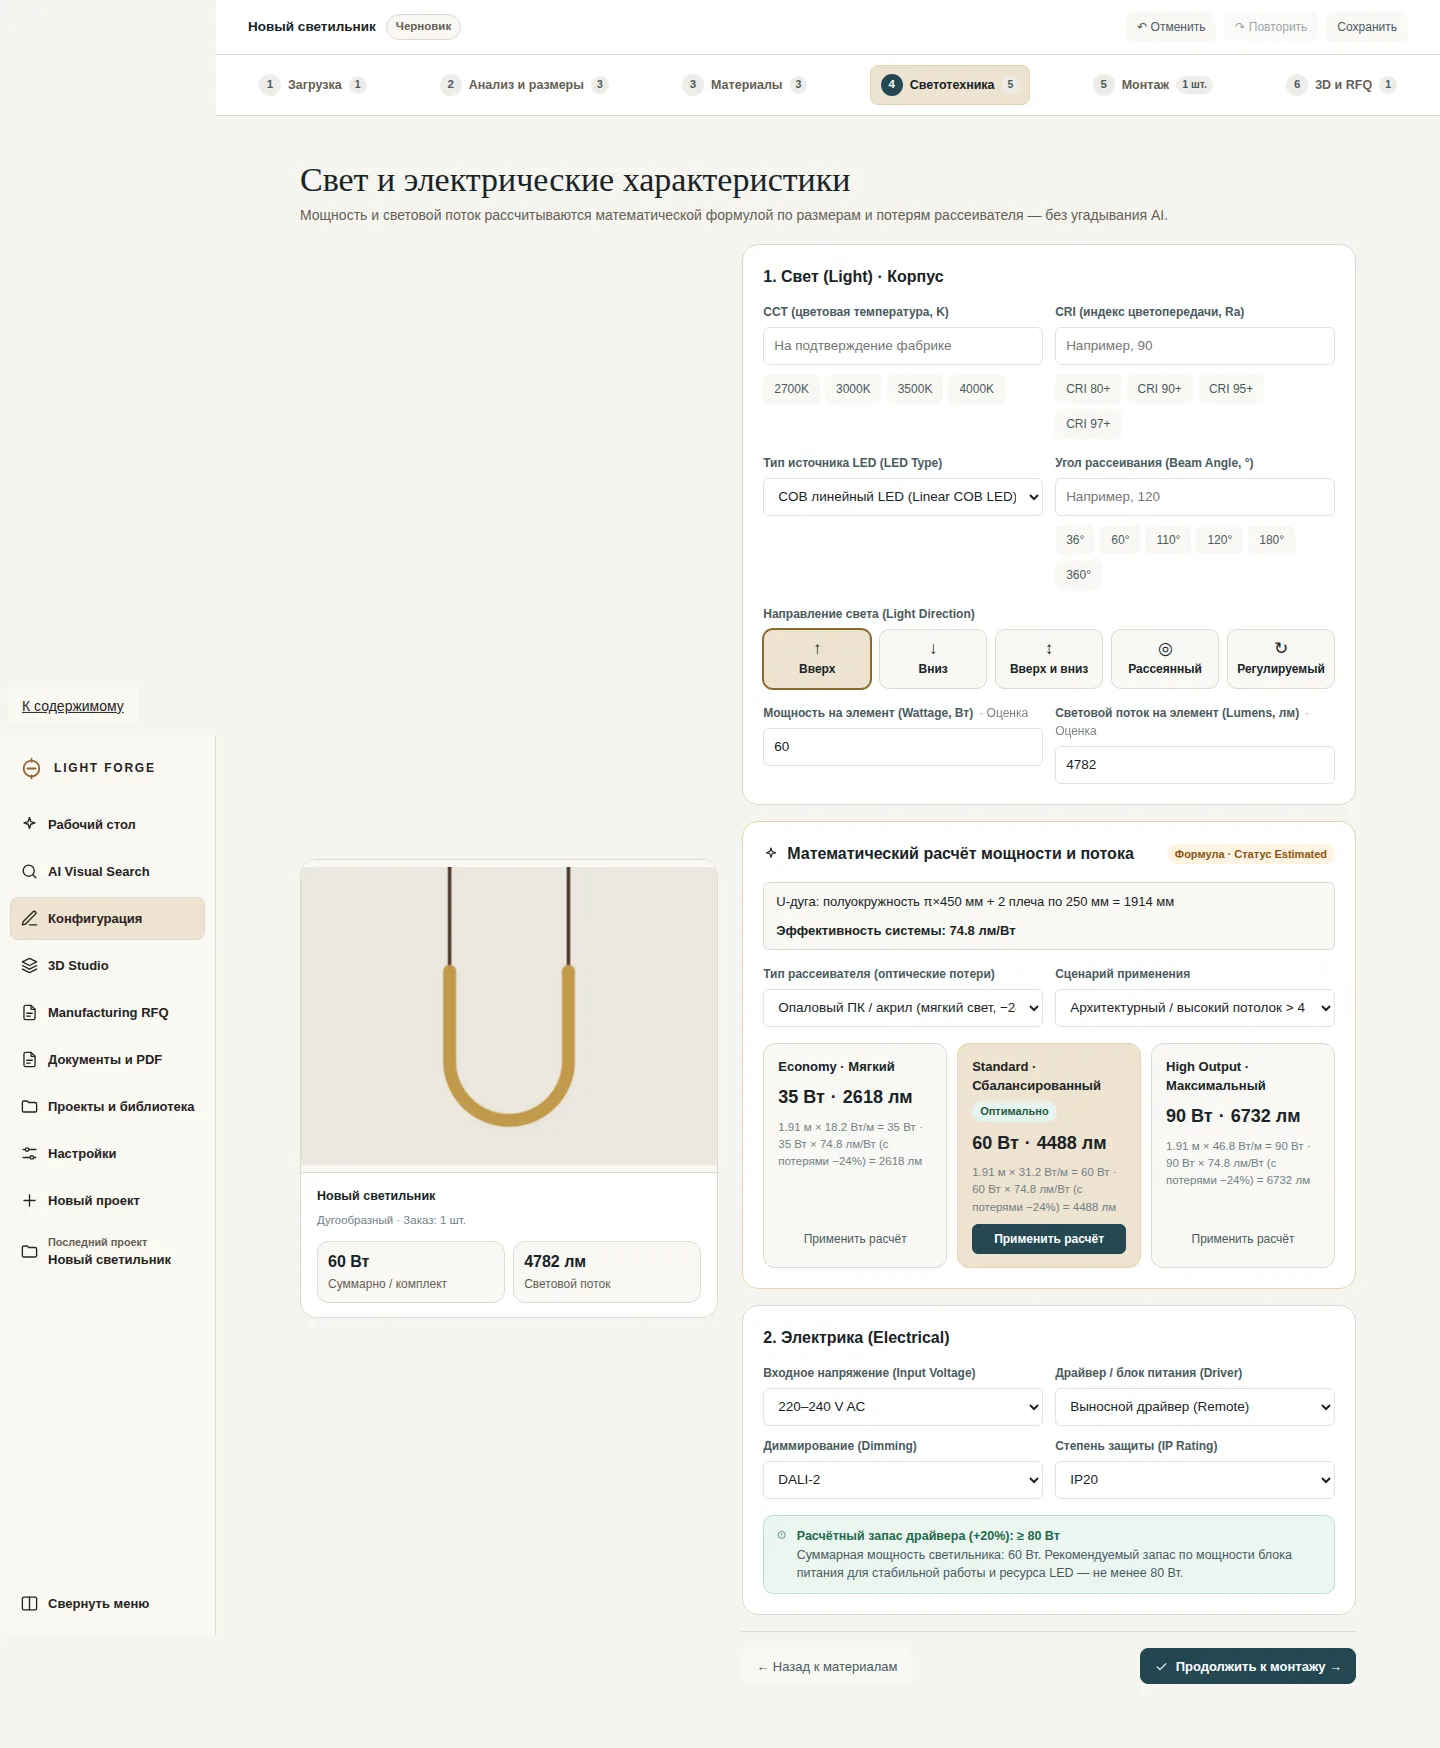 Новый светильник
Черновик
↶ Отменить
↷ Повторить
Сохранить
1 Загрузка 1
2 Анализ и размеры 3
3 Материалы 3
4 Светотехника 5
5 Монтаж 1 шт.
6 3D и RFQ 1
Свет и электрические характеристики
Мощность и световой поток рассчитываются математической формулой по размерам и потерям рассеивателя — без угадывания AI.
К содержимому
LIGHT FORGE
Рабочий стол
AI Visual Search
Конфигурация
3D Studio
Manufacturing RFQ
Документы и PDF
Проекты и библиотека
Настройки
Новый проект
Последний проект
Новый светильник
Свернуть меню
Новый светильник
Дугообразный · Заказ: 1 шт.
60 Вт
Суммарно / комплект
4782 лм
Световой поток
1. Свет (Light) · Корпус
CCT (цветовая температура, K)
На подтверждение фабрике
2700K 3000K 3500K 4000K
CRI (индекс цветопередачи, Ra)
Например, 90
CRI 80+ CRI 90+ CRI 95+
CRI 97+
Тип источника LED (LED Type)
COB линейный LED (Linear COB LED)
Угол рассеивания (Beam Angle, °)
Например, 120
36° 60° 110° 120° 180°
360°
Направление света (Light Direction)
↑ Вверх
↓ Вниз
↕ Вверх и вниз
◎ Рассеянный
↻ Регулируемый
Мощность на элемент (Wattage, Вт) · Оценка
60
Световой поток на элемент (Lumens, лм) ·
Оценка
4782
Математический расчёт мощности и потока
Формула · Статус Estimated
U-дуга: полуокружность π×450 мм + 2 плеча по 250 мм = 1914 мм
Эффективность системы: 74.8 лм/Вт
Тип рассеивателя (оптические потери)
Опаловый ПК / акрил (мягкий свет, −2
Сценарий применения
Архитектурный / высокий потолок > 4
Economy · Мягкий
35 Вт · 2618 лм
1.91 м × 18.2 Вт/м = 35 Вт ·
35 Вт × 74.8 лм/Вт (с
потерями −24%) = 2618 лм
Применить расчёт
Standard ·
Сбалансированный
Оптимально
60 Вт · 4488 лм
1.91 м × 31.2 Вт/м = 60 Вт ·
60 Вт × 74.8 лм/Вт (с
потерями −24%) = 4488 лм
Применить расчёт
High Output ·
Максимальный
90 Вт · 6732 лм
1.91 м × 46.8 Вт/м = 90 Вт ·
90 Вт × 74.8 лм/Вт (с
потерями −24%) = 6732 лм
Применить расчёт
2. Электрика (Electrical)
Входное напряжение (Input Voltage)
220–240 V AC
Драйвер / блок питания (Driver)
Выносной драйвер (Remote)
Диммирование (Dimming)
DALI-2
Степень защиты (IP Rating)
IP20
Расчётный запас драйвера (+20%): ≥ 80 Вт
Суммарная мощность светильника: 60 Вт. Рекомендуемый запас по мощности блока
питания для стабильной работы и ресурса LED — не менее 80 Вт.
← Назад к материалам
Продолжить к монтажу →